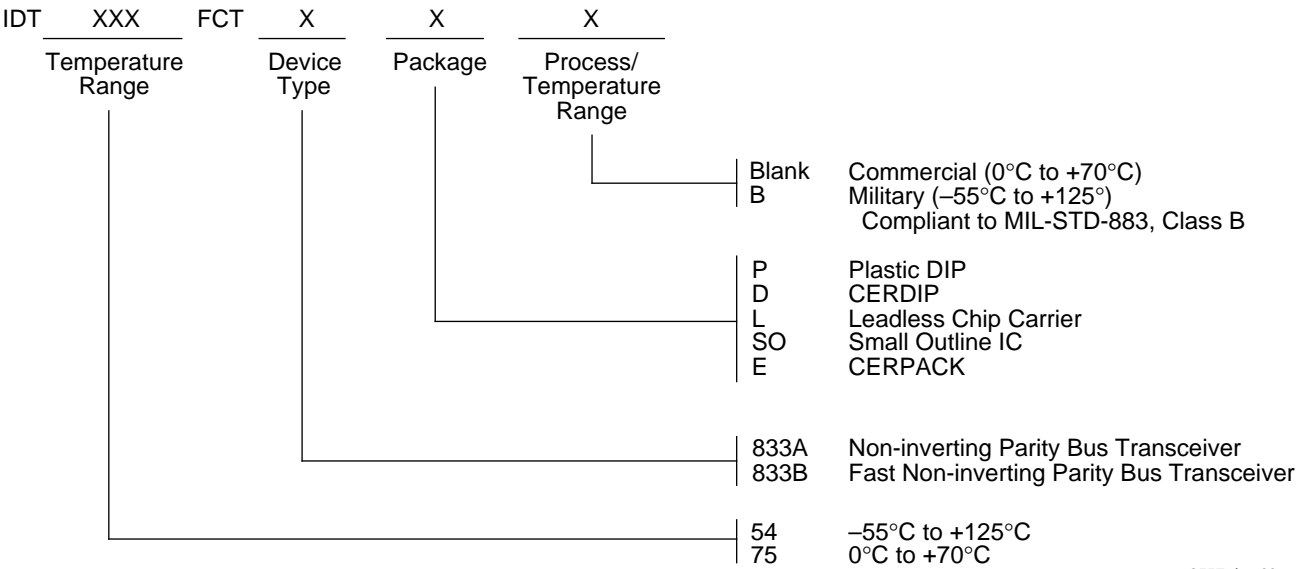 IDT XXX FCT X X X
Temperature Range
Device Type
Package
Process/ Temperature Range
Blank Commercial (0°C to +70°C)
B Military (–55°C to +125°)
Compliant to MIL-STD-883, Class B
P Plastic DIP
D CERDIP
L Leadless Chip Carrier
SO Small Outline IC
E CERPACK
833A Non-inverting Parity Bus Transceiver
833B Fast Non-inverting Parity Bus Transceiver
54 –55°C to +125°C
75 0°C to +70°C